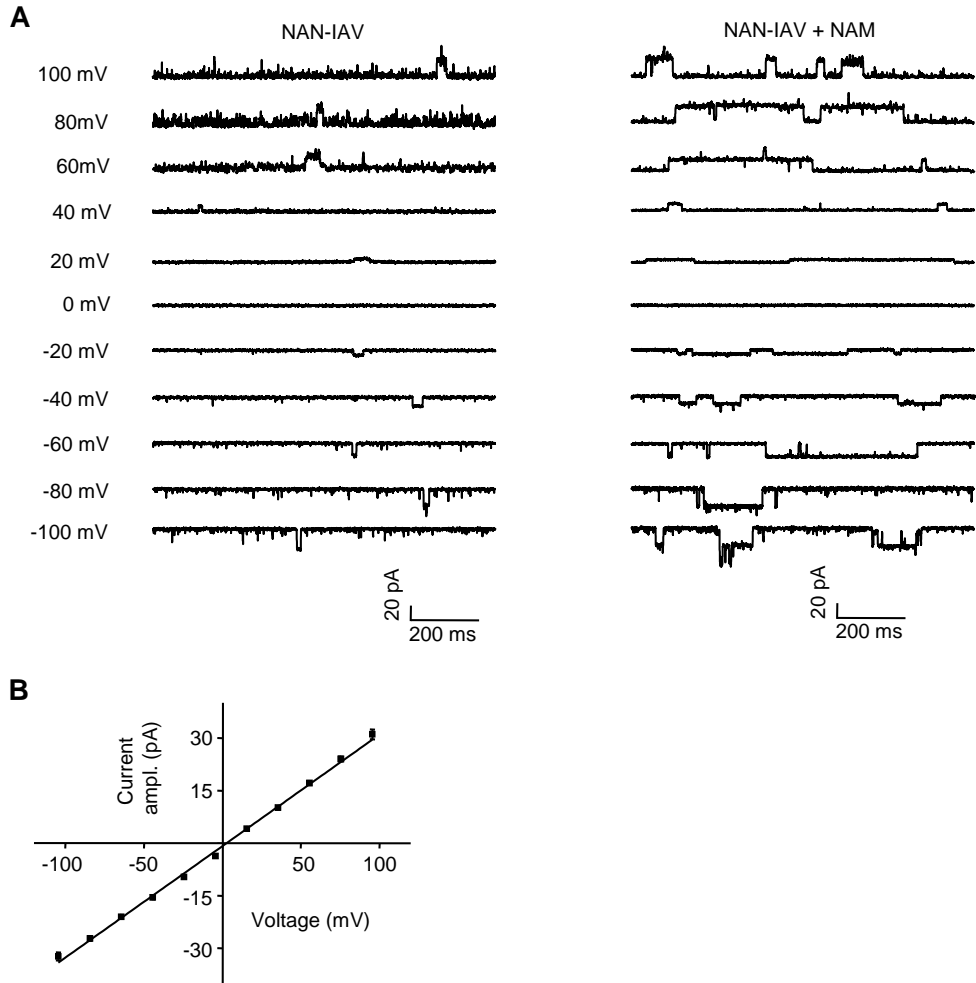 A
NAN-IAV
NAN-IAV + NAM
100 mV
80mV
60mV
40 mV
20 mV
0 mV
-20 mV
-40 mV
-60 mV
-80 mV
-100 mV
20 pA
200 ms
20 pA
200 ms
B
Current
ampl. (pA)
30
15
-100
-50
50
100
-15
-30
Voltage (mV)